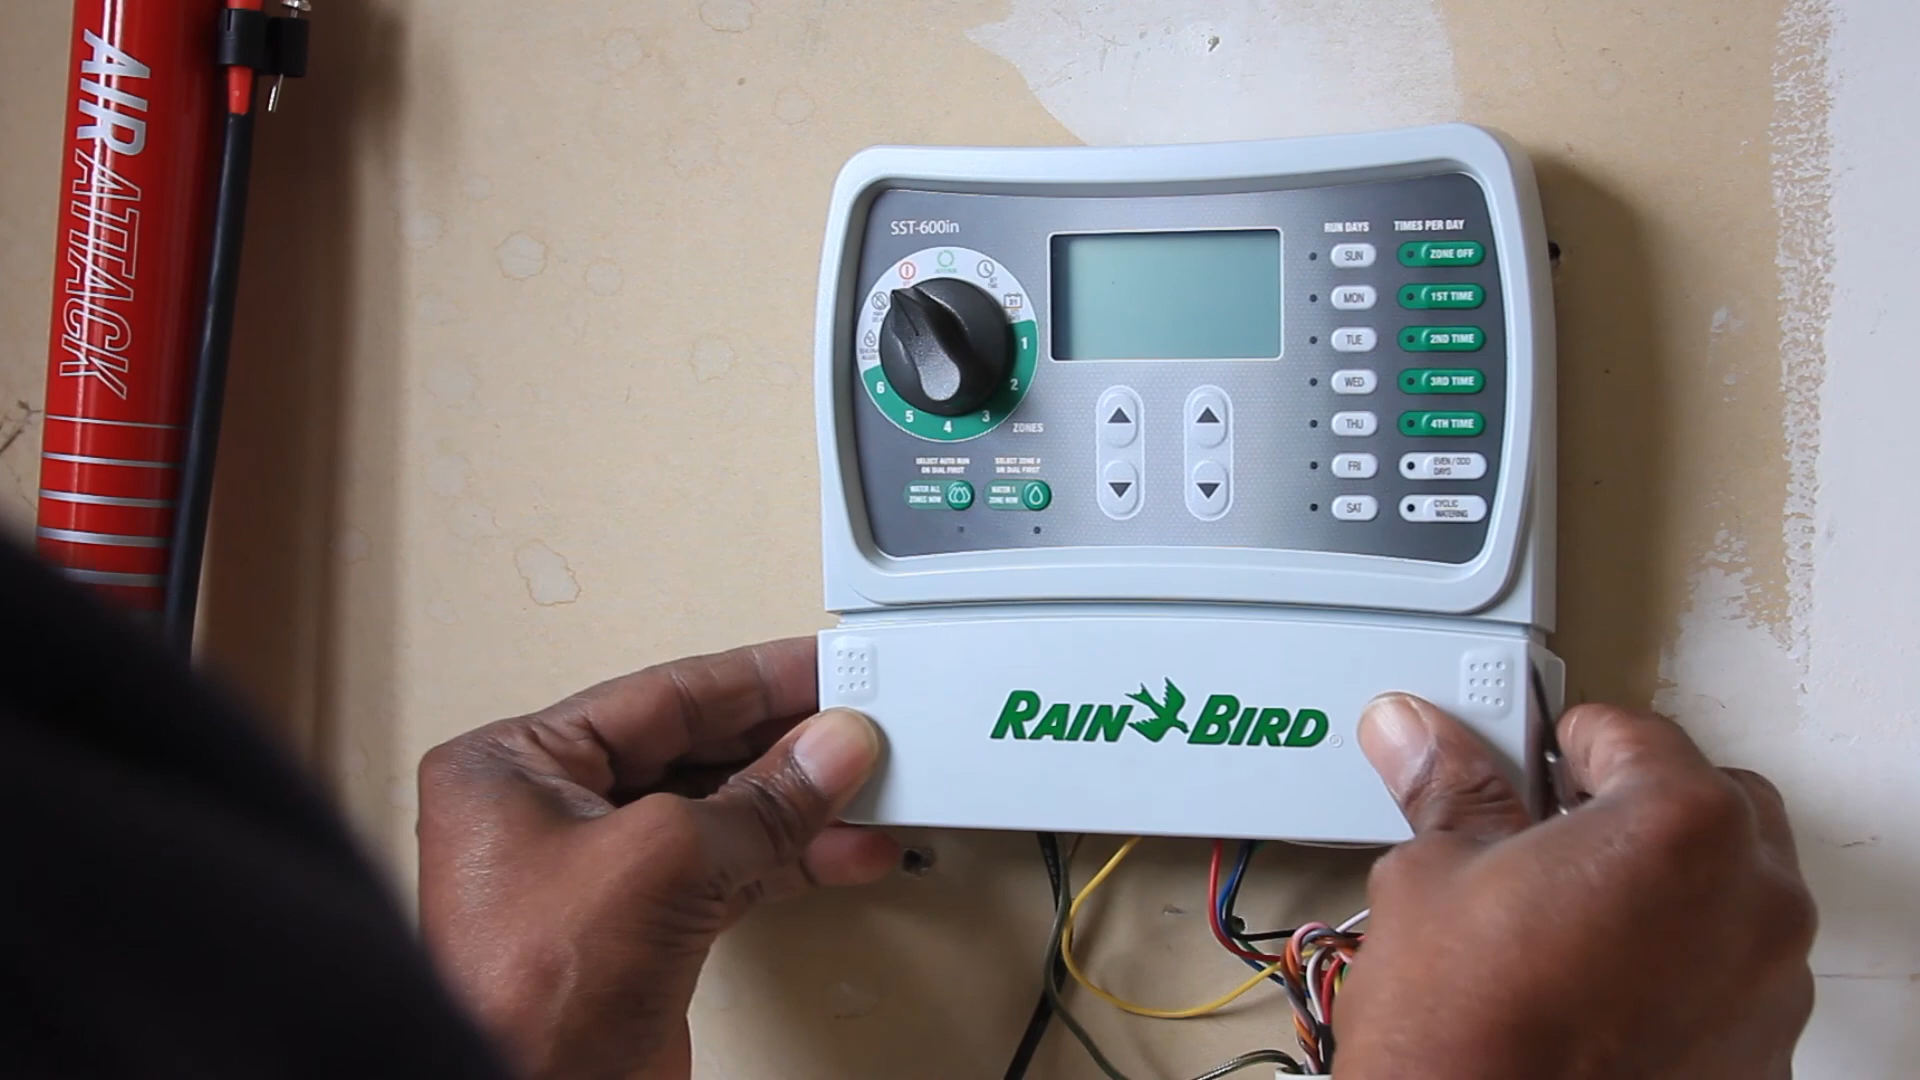 AIR ATTACK
SST-600in
RUN DAYS
TIMES PER DAY
SUN
ZONE OFF
MON
1ST TIME
TUE
2ND TIME
WED
3RD TIME
THU
4TH TIME
FRI
EVEN / ODD
DAYS
SAT
CYCLIC
WATERING
31
1
2
3
4
5
6
ZONES
SELECT AUTO RUN
ON DIAL FIRST
SELECT ZONE #
ON DIAL FIRST
WATER ALL
ZONES NOW
WATER 1
ZONE NOW
RAIN BIRD®